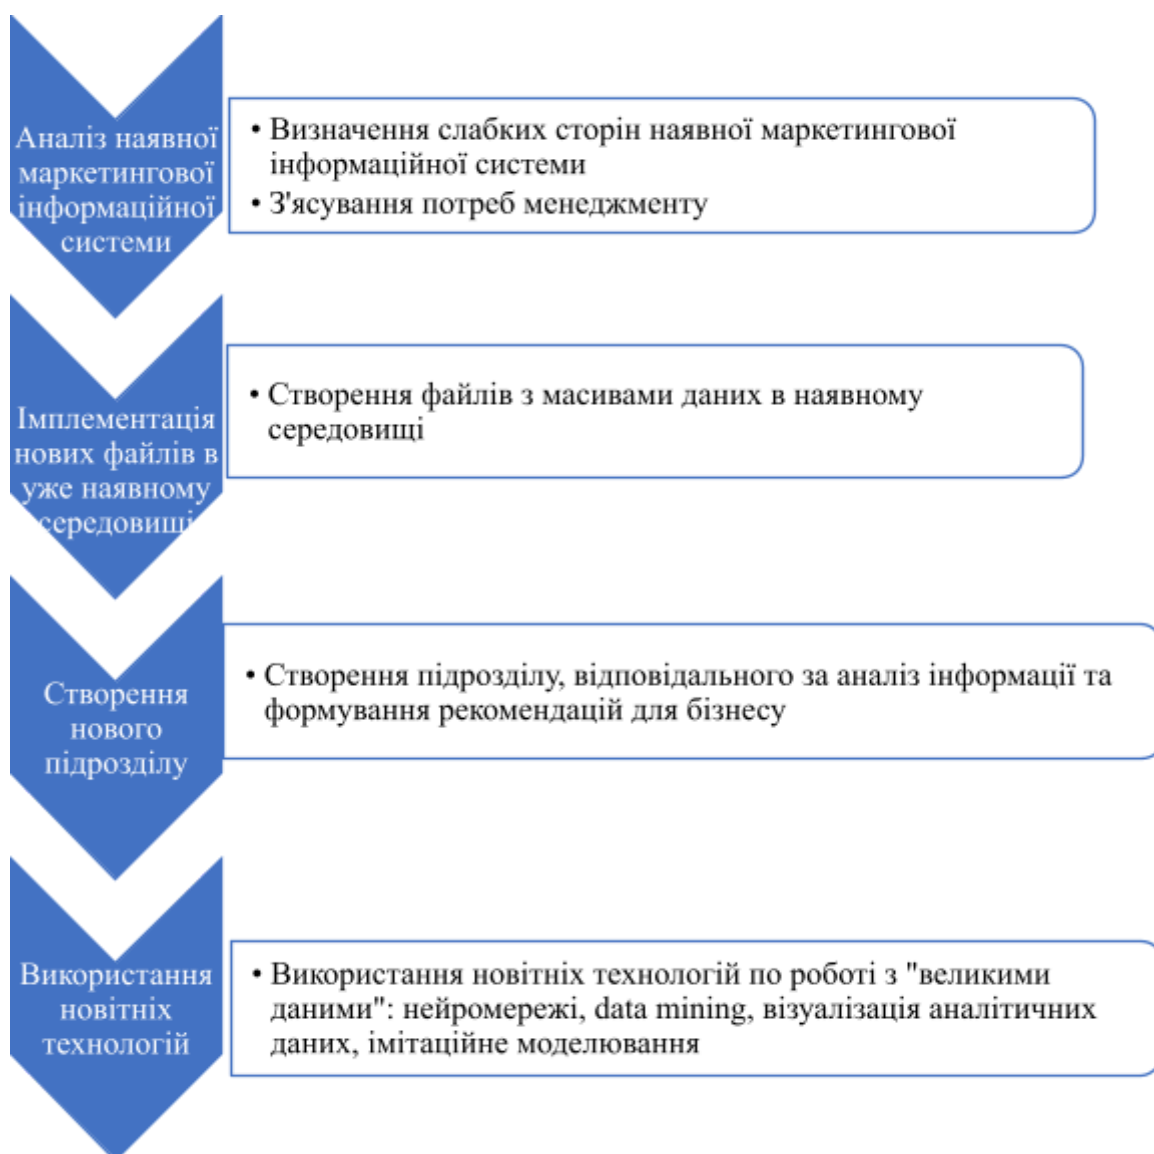 Аналіз наявної
маркетингової
інформаційної
системи
• Визначення слабких сторін наявної маркетингової
інформаційної системи
• З'ясування потреб менеджменту
Імплементація
нових файлів в
уже наявному
середовищі
• Створення файлів з масивами даних в наявному
середовищі
Створення
нового
підрозділу
• Створення підрозділу, відповідального за аналіз інформації та
формування рекомендацій для бізнесу
Використання
новітніх
технологій
• Використання новітніх технологій по роботі з "великими
даними": нейромережі, data mining, візуалізація аналітичних
даних, імітаційне моделювання